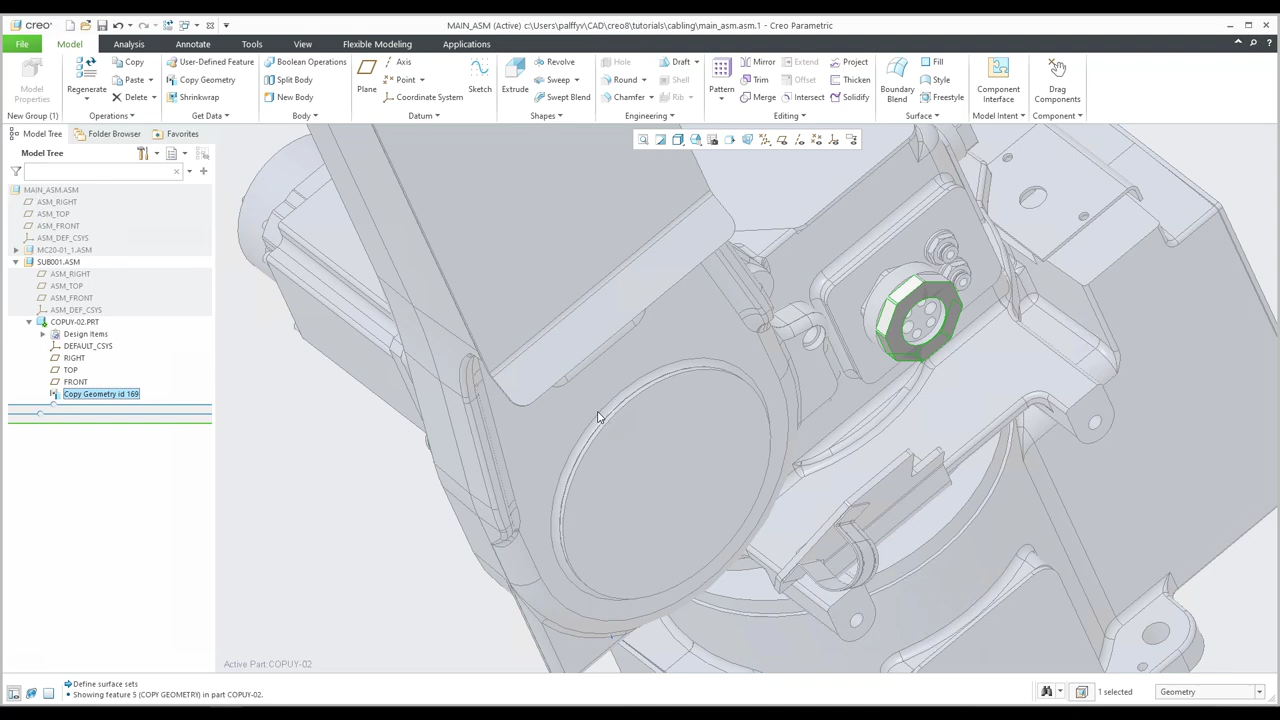 creo
MAIN_ASM (Active) c:\users\palffyv\CAD\creo8\tutorials\cabling\main_asm.asm.1 - Creo Parametric
File Model Analysis Annotate Tools View Flexible Modeling Applications
Model Properties
New Group (1)
Regenerate
Copy
Paste
Delete
Operations
User-Defined Feature
Copy Geometry
Shrinkwrap
Get Data
Boolean Operations
Split Body
New Body
Body
Plane
Axis
Point
Coordinate System
Sketch
Datum
Extrude
Revolve
Sweep
Swept Blend
Shapes
Hole
Round
Chamfer
Draft
Shell
Rib
Engineering
Pattern
Mirror
Trim
Merge
Extend
Offset
Intersect
Project
Thicken
Solidify
Editing
Boundary Blend
Fill
Style
Freestyle
Surface
Component Interface
Model Intent
Drag Components
Component
Model Tree Folder Browser Favorites
Model Tree
MAIN_ASM.ASM
ASM_RIGHT
ASM_TOP
ASM_FRONT
ASM_DEF_CSYS
MC20-01_1.ASM
SUB001.ASM
ASM_RIGHT
ASM_TOP
ASM_FRONT
ASM_DEF_CSYS
COPUY-02.PRT
Design Items
DEFAULT_CSYS
RIGHT
TOP
FRONT
Copy Geometry id 169
Active Part:COPUY-02
Define surface sets
Showing feature 5 (COPY GEOMETRY) in part COPUY-02.
1 selected
Geometry